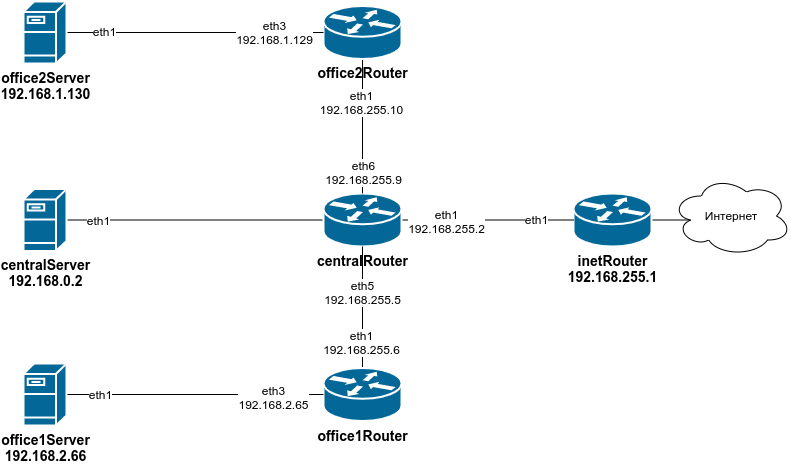 eth3
eth1
192.168.1.129
office2Router
office2Server
192.168.1.130
eth1
192.168.255.10
eth6
192.168.255.9
eth1
eth1
192.168.255.2
eth1
Интернет
centralServer
192.168.0.2
centralRouter
inetRouter
192.168.255.1
eth5
192.168.255.5
eth1
192.168.255.6
eth1
eth3
192.168.2.65
office1Server
192.168.2.66
office1Router